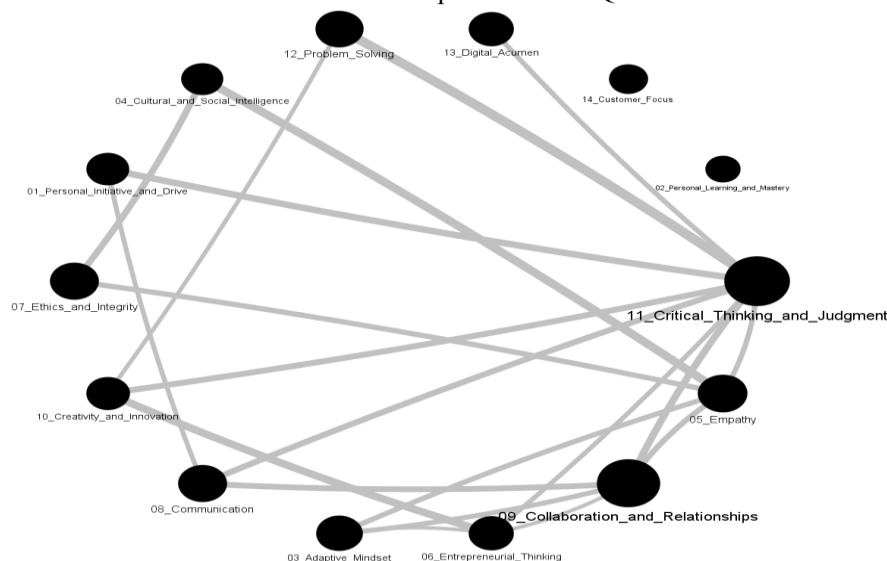 12_Problem_Solving
13_Digital_Acumen
04_Cultural_and_Social_Intelligence
14_Customer_Focus
01_Personal_Initiative_and_Drive
02_Personal_Learning_and_Mastery
07_Ethics_and_Integrity
11_Critical_Thinking_and_Judgment
10_Creativity_and_Innovation
05_Empathy
08_Communication
09_Collaboration_and_Relationships
03_Adaptive_Mindset
06_Entrepreneurial_Thinking